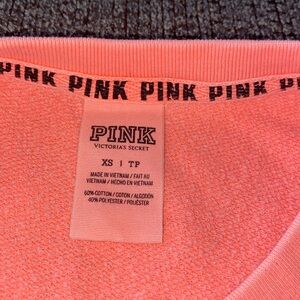 PINK PINK PINK PINK PINK
PINK
VICTORIA'S SECRET
XS | TP
MADE IN VIETNAM / FAIT AU
VIETNAM / HECHO EN VIETNAM
60% COTTON / COTON / ALGODÓN
40% POLYESTER / POLIÉSTER